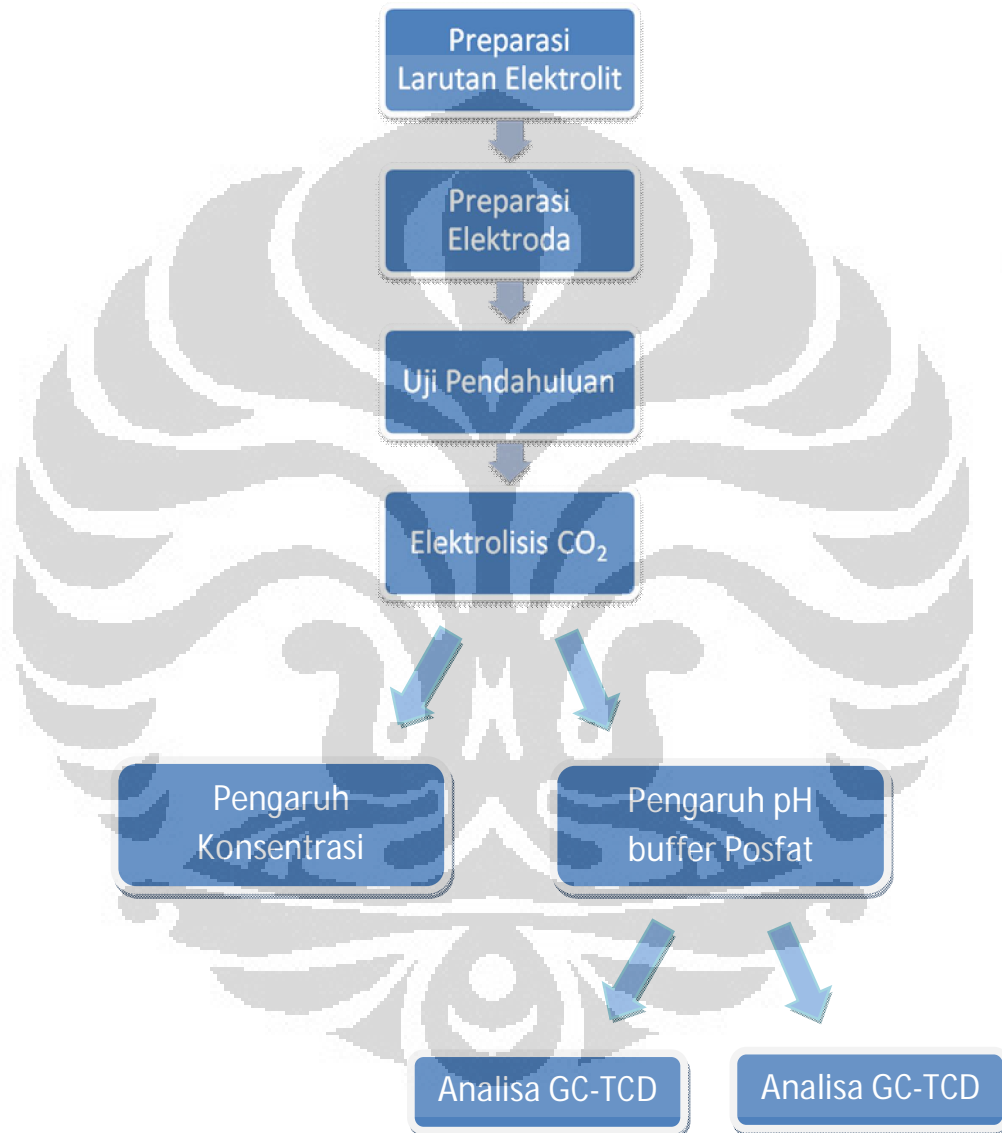 Preparasi
Larutan Elektrolit
Preparasi
Elektroda
Uji Pendahuluan
Elektrolisis CO₂
Pengaruh
Konsentrasi
Pengaruh pH
buffer Posfat
Analisa GC-TCD
Analisa GC-TCD